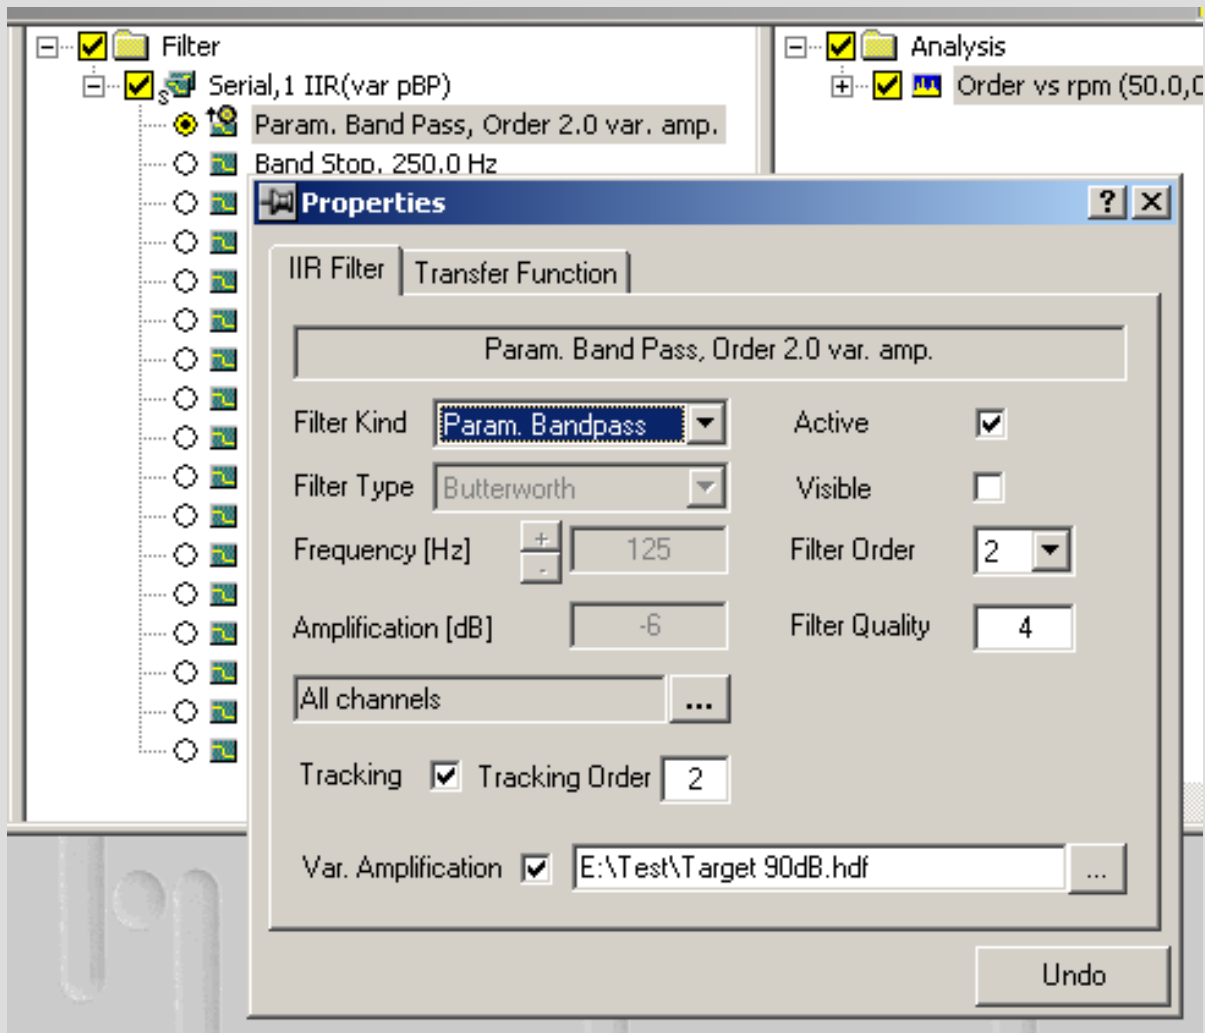 Filter
Serial,1 IIR(var pBP)
Param. Band Pass, Order 2.0 var. amp.
Band Stop, 250.0 Hz
Analysis
Order vs rpm (50.0,0
Properties
IIR Filter
Transfer Function
Param. Band Pass, Order 2.0 var. amp.
Filter Kind Param. Bandpass Active
Filter Type Butterworth Visible
Frequency [Hz] + - 125 Filter Order 2
Amplification [dB] -6 Filter Quality 4
All channels ...
Tracking Tracking Order 2
Var. Amplification E:\Test\Target 90dB.hdf ...
Undo